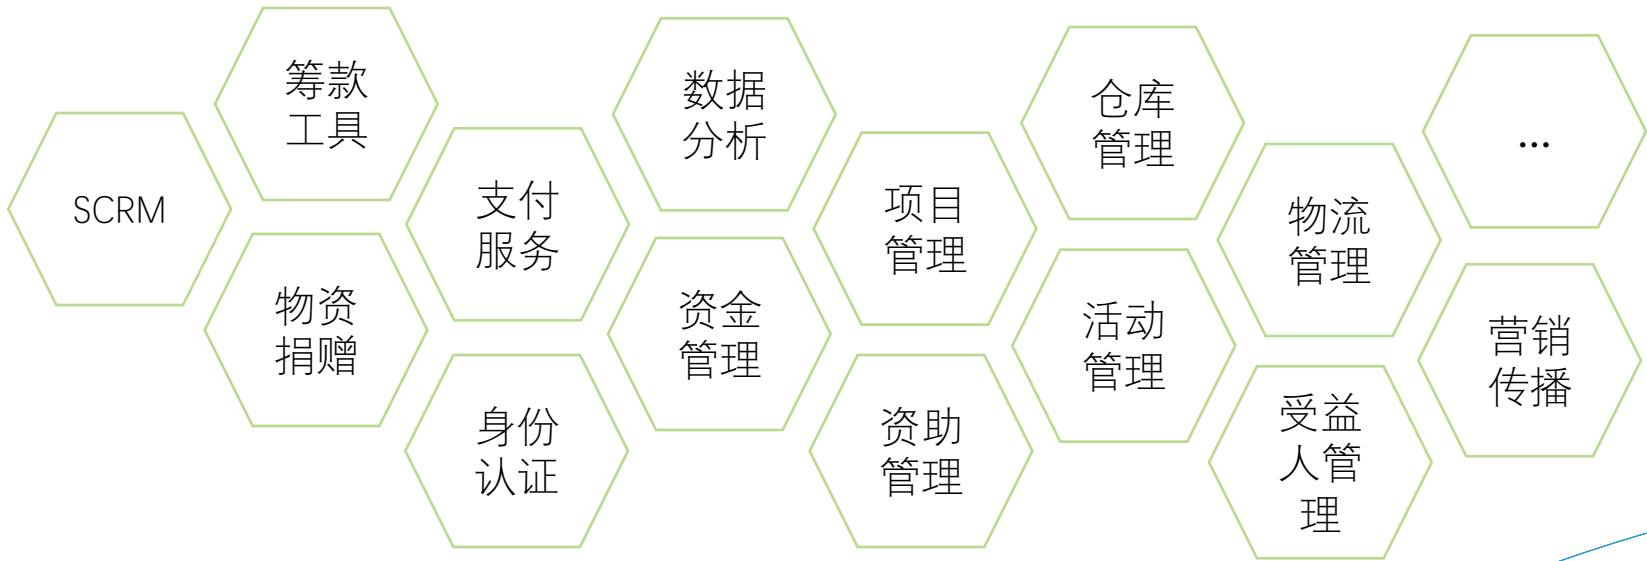 SCRM
筹款
工具
物资
捐赠
支付
服务
身份
认证
数据
分析
资金
管理
项目
管理
资助
管理
仓库
管理
活动
管理
物流
管理
受益
人管
理
...
营销
传播